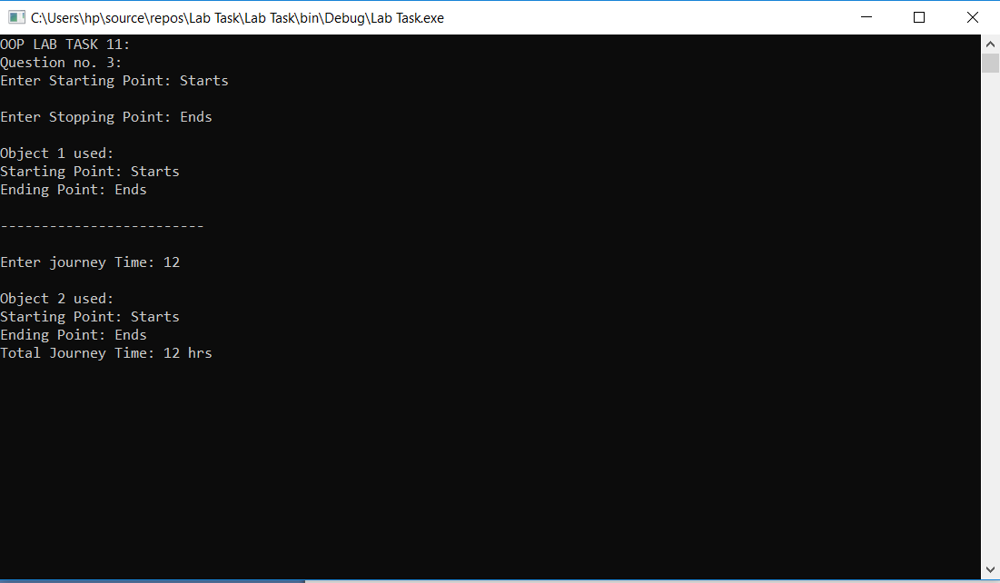 C:\Users\hp\source\repos\Lab Task\Lab Task\bin\Debug\Lab Task.exe
OOP LAB TASK 11:
Question no. 3:
Enter Starting Point: Starts
Enter Stopping Point: Ends
Object 1 used:
Starting Point: Starts
Ending Point: Ends
-------------------------
Enter journey Time: 12
Object 2 used:
Starting Point: Starts
Ending Point: Ends
Total Journey Time: 12 hrs